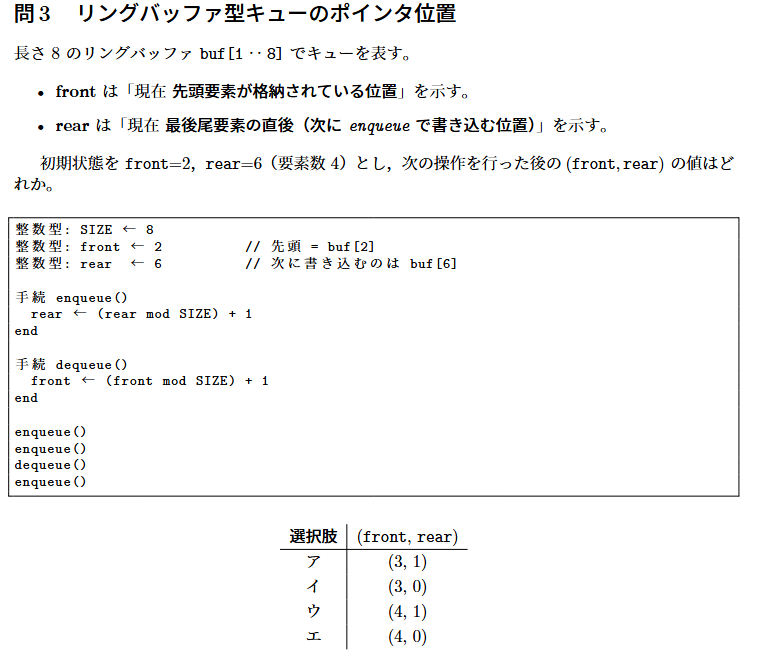 問3 リングバッファ型キューのポインタ位置
長さ 8 のリングバッファ buf[1‥8] でキューを表す。
• front は「現在 先頭要素が格納されている位置」を示す。
• rear は「現在 最後尾要素の直後（次に enqueue で書き込む位置）」を示す。
初期状態を front=2，rear=6（要素数 4）とし，次の操作を行った後の (front, rear) の値はど
れか。
整数型: SIZE ← 8
整数型: front ← 2 // 先頭 = buf[2]
整数型: rear ← 6 // 次に書き込むのは buf[6]
手続 enqueue()
rear ← (rear mod SIZE) + 1
end
手続 dequeue()
front ← (front mod SIZE) + 1
end
enqueue()
enqueue()
dequeue()
enqueue()
選択肢 (front, rear)
ア (3, 1)
イ (3, 0)
ウ (4, 1)
エ (4, 0)